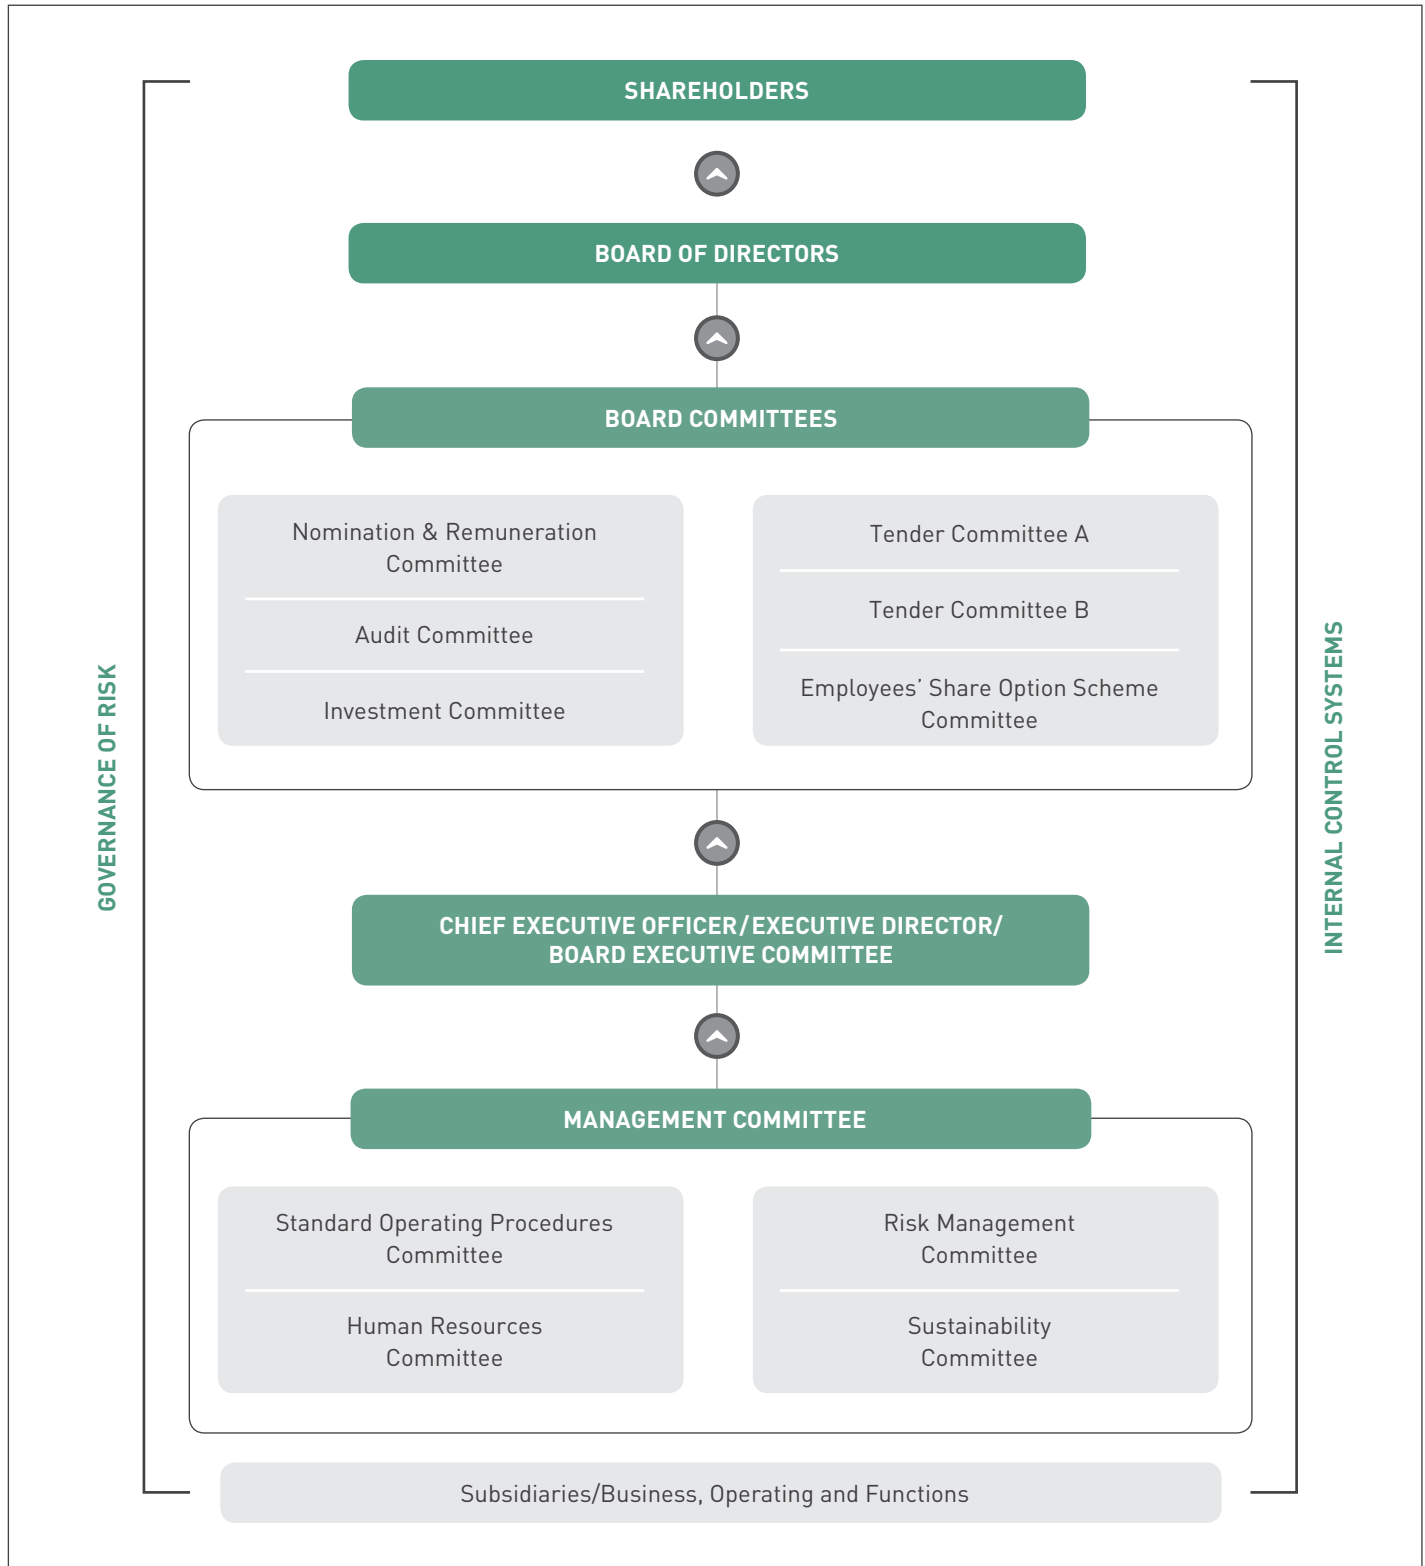 SHAREHOLDERS
BOARD OF DIRECTORS
BOARD COMMITTEES
Nomination & Remuneration
Committee
Audit Committee
Investment Committee
Tender Committee A
Tender Committee B
Employees’ Share Option Scheme
Committee
GOVERNANCE OF RISK
INTERNAL CONTROL SYSTEMS
CHIEF EXECUTIVE OFFICER/EXECUTIVE DIRECTOR/
BOARD EXECUTIVE COMMITTEE
MANAGEMENT COMMITTEE
Standard Operating Procedures
Committee
Human Resources
Committee
Risk Management
Committee
Sustainability
Committee
Subsidiaries/Business, Operating and Functions